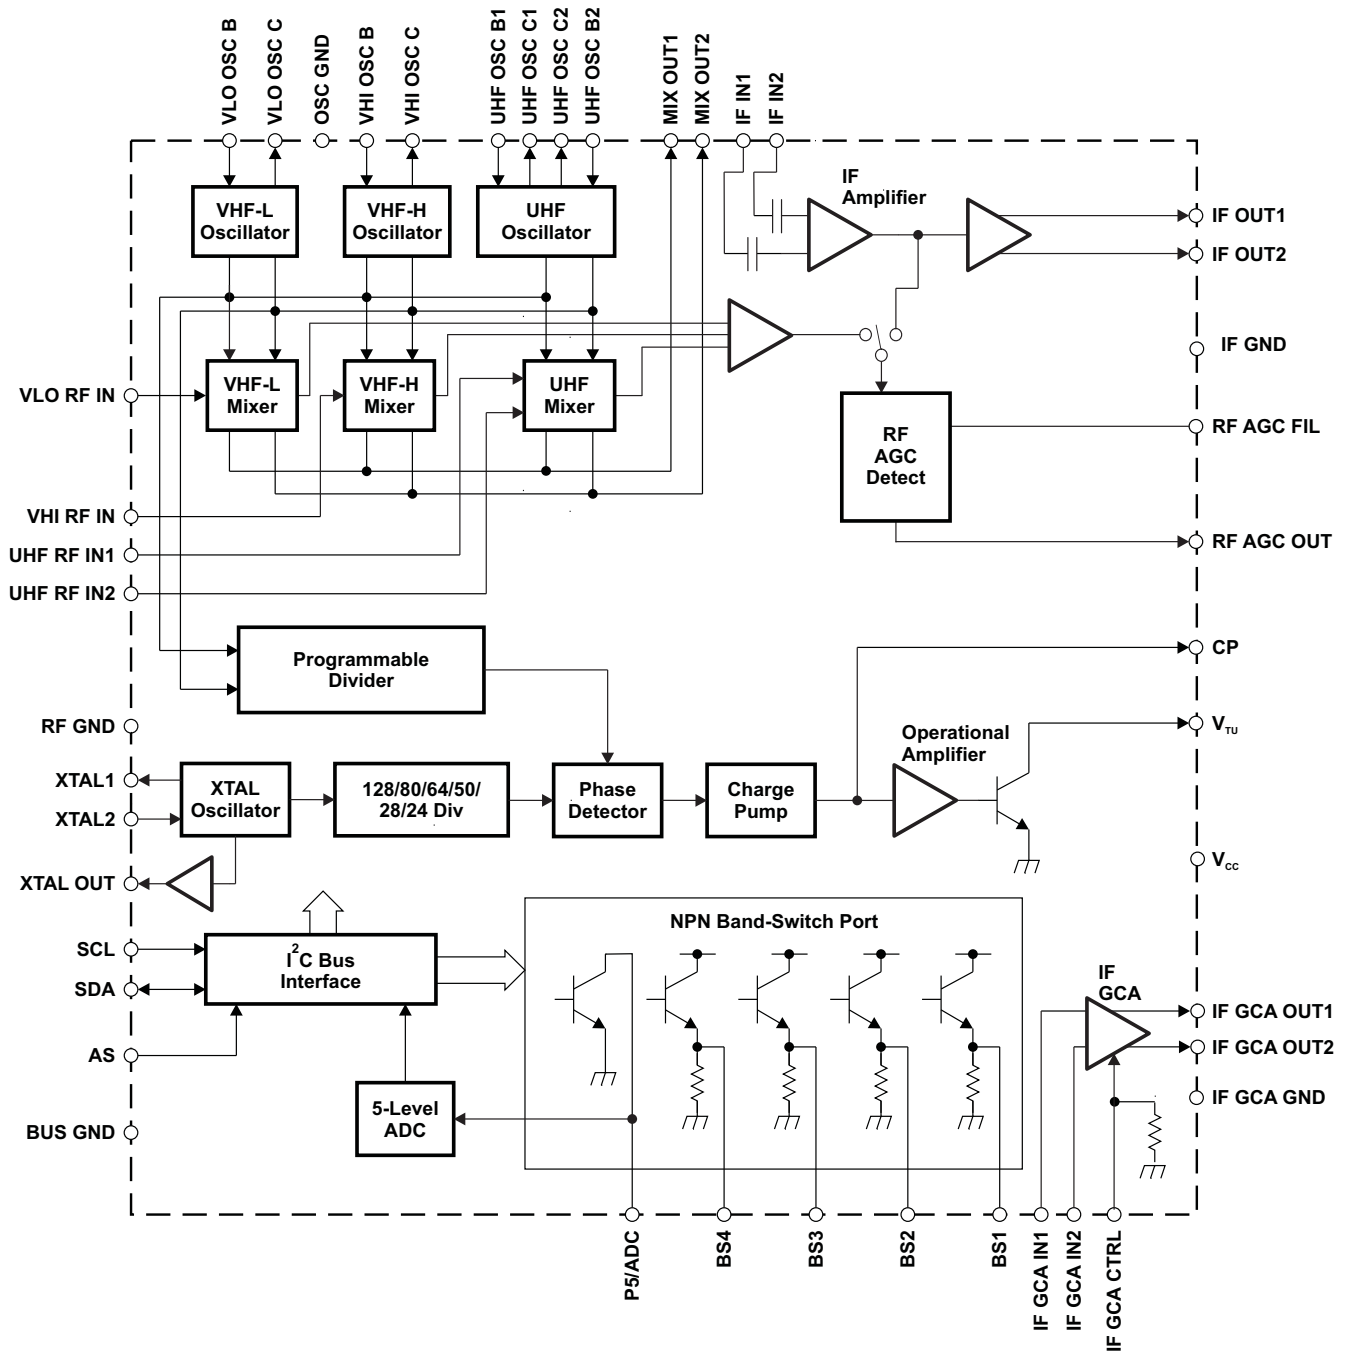 VLO OSC B
VLO OSC C
OSC GND
VHI OSC B
VHI OSC C
UHF OSC B1
UHF OSC C1
UHF OSC C2
UHF OSC B2
MIX OUT1
MIX OUT2
IF IN1
IF IN2
VHF-L
Oscillator
VHF-H
Oscillator
UHF
Oscillator
IF
Amplifier
IF OUT1
IF OUT2
IF GND
VLO RF IN
VHF-L
Mixer
VHF-H
Mixer
UHF
Mixer
RF
AGC
Detect
RF AGC FIL
VHI RF IN
UHF RF IN1
UHF RF IN2
RF AGC OUT
Programmable
Divider
CP
RF GND
Operational
Amplifier
VTU
XTAL1
XTAL2
XTAL
Oscillator
128/80/64/50/
28/24 Div
Phase
Detector
Charge
Pump
VCC
XTAL OUT
NPN Band-Switch Port
SCL
SDA
I2C Bus
Interface
IF
GCA
IF GCA OUT1
IF GCA OUT2
AS
5-Level
ADC
IF GCA GND
BUS GND
P5/ADC
BS4
BS3
BS2
BS1
IF GCA IN1
IF GCA IN2
IF GCA CTRL